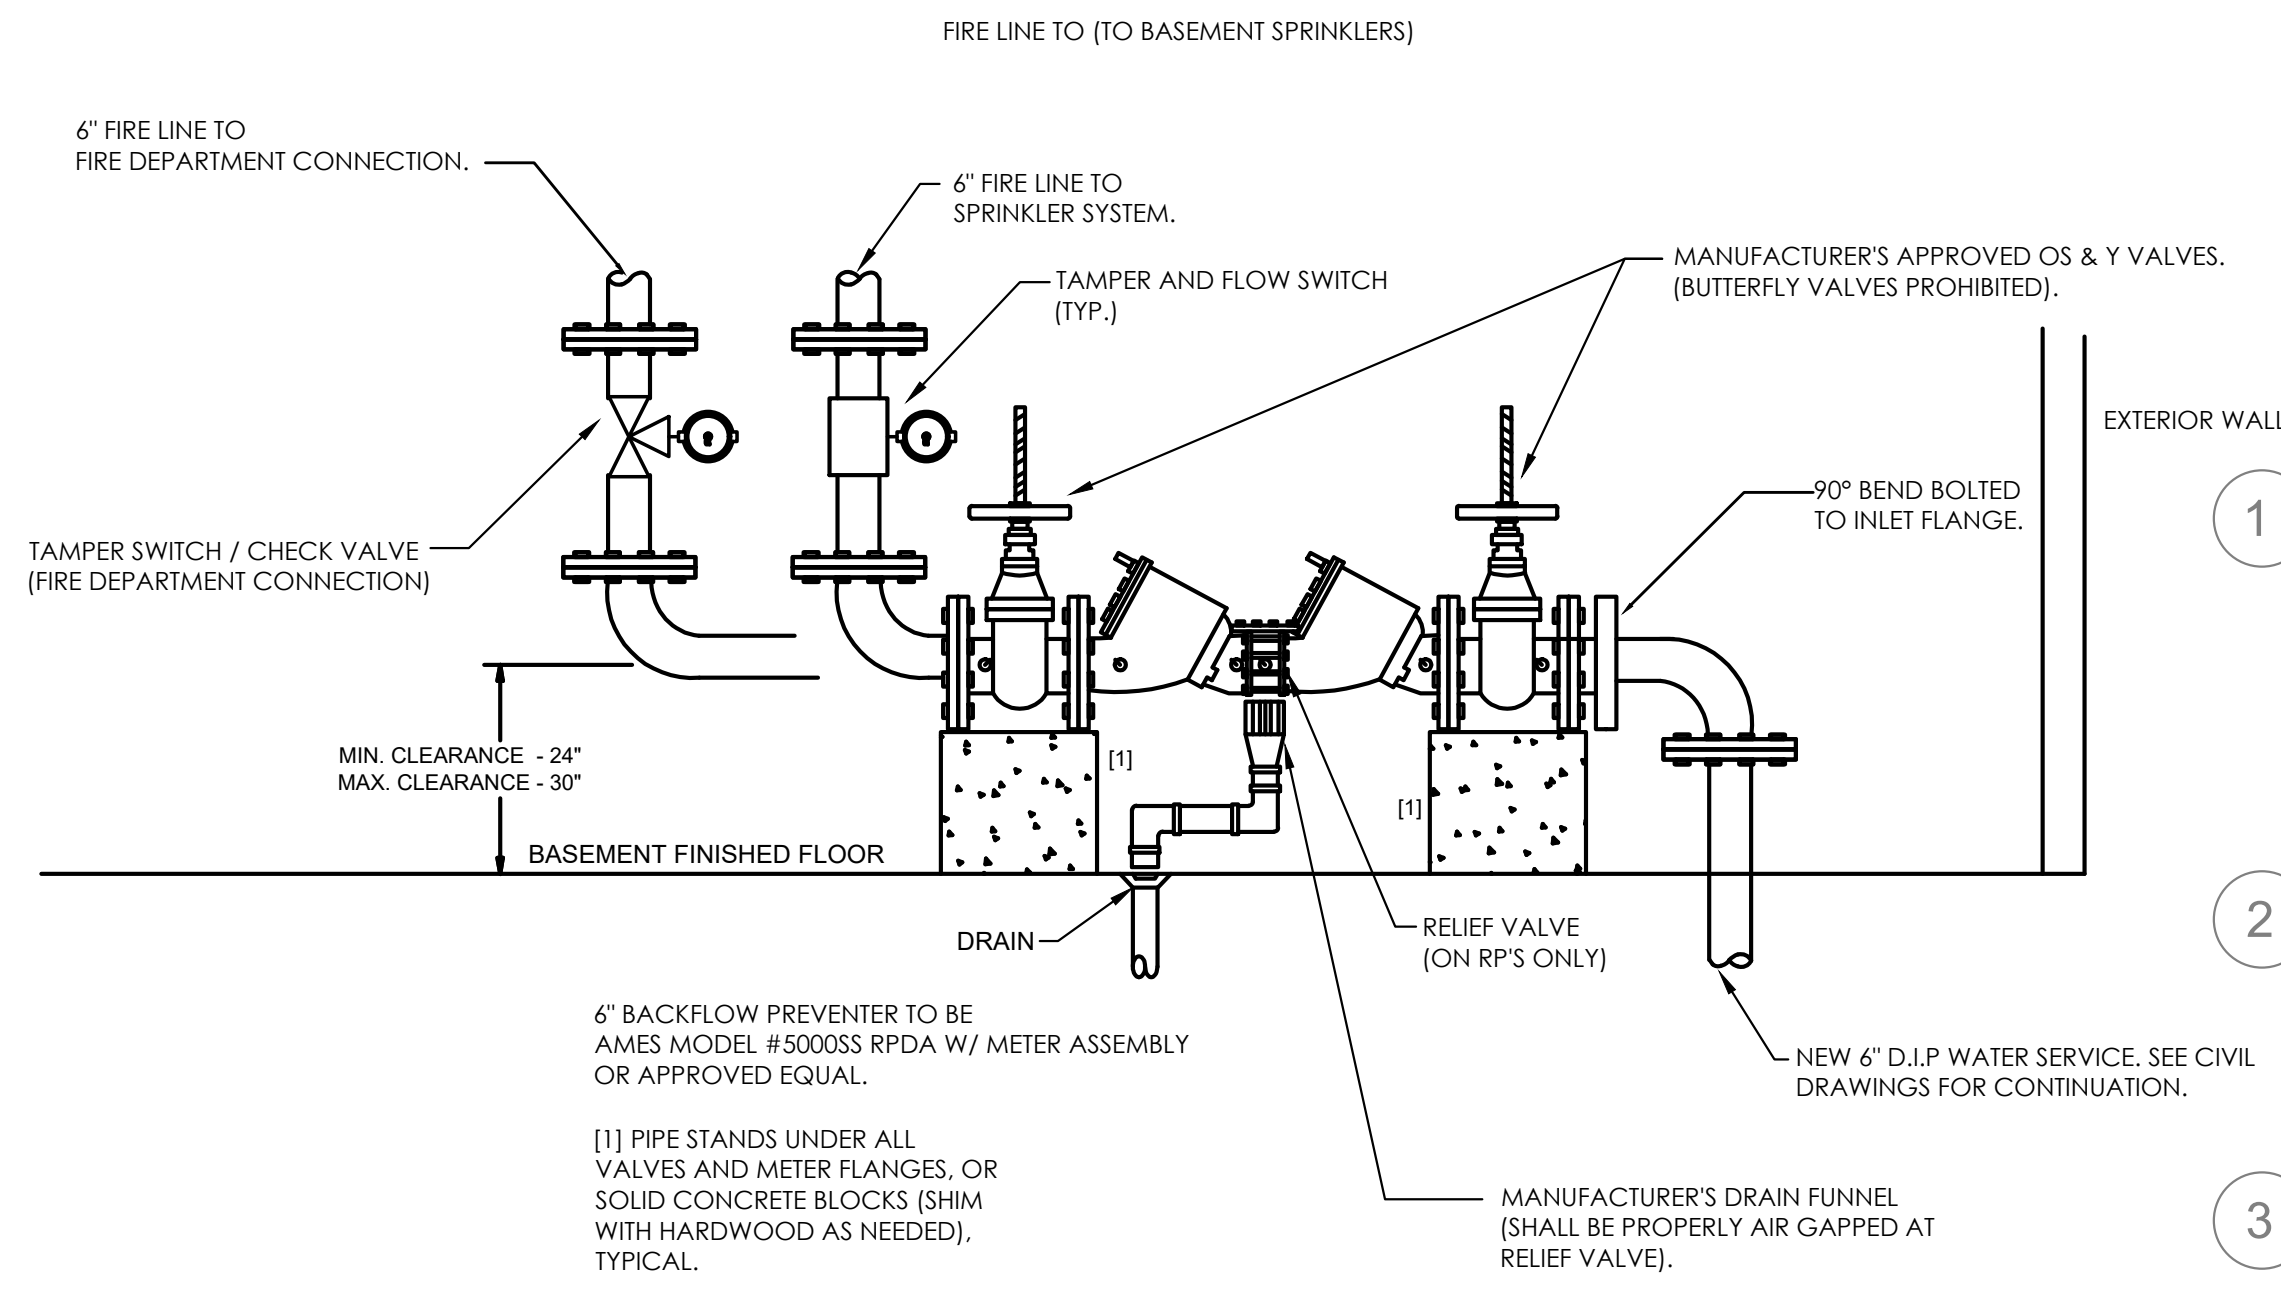 FIRE LINE TO (TO BASEMENT SPRINKLERS)
6" FIRE LINE TO
FIRE DEPARTMENT CONNECTION.
6" FIRE LINE TO
SPRINKLER SYSTEM.
TAMPER AND FLOW SWITCH
(TYP.)
MANUFACTURER'S APPROVED OS & Y VALVES.
(BUTTERFLY VALVES PROHIBITED).
EXTERIOR WALL
90° BEND BOLTED
TO INLET FLANGE.
1
TAMPER SWITCH / CHECK VALVE
(FIRE DEPARTMENT CONNECTION)
MIN. CLEARANCE - 24"
MAX. CLEARANCE - 30"
[1]
[1]
BASEMENT FINISHED FLOOR
DRAIN
RELIEF VALVE
(ON RP'S ONLY)
2
6" BACKFLOW PREVENTER TO BE
AMES MODEL #5000SS RPDA W/ METER ASSEMBLY
OR APPROVED EQUAL.
NEW 6" D.I.P WATER SERVICE. SEE CIVIL
DRAWINGS FOR CONTINUATION.
[1] PIPE STANDS UNDER ALL
VALVES AND METER FLANGES, OR
SOLID CONCRETE BLOCKS (SHIM
WITH HARDWOOD AS NEEDED),
TYPICAL.
MANUFACTURER'S DRAIN FUNNEL
(SHALL BE PROPERLY AIR GAPPED AT
RELIEF VALVE).
3